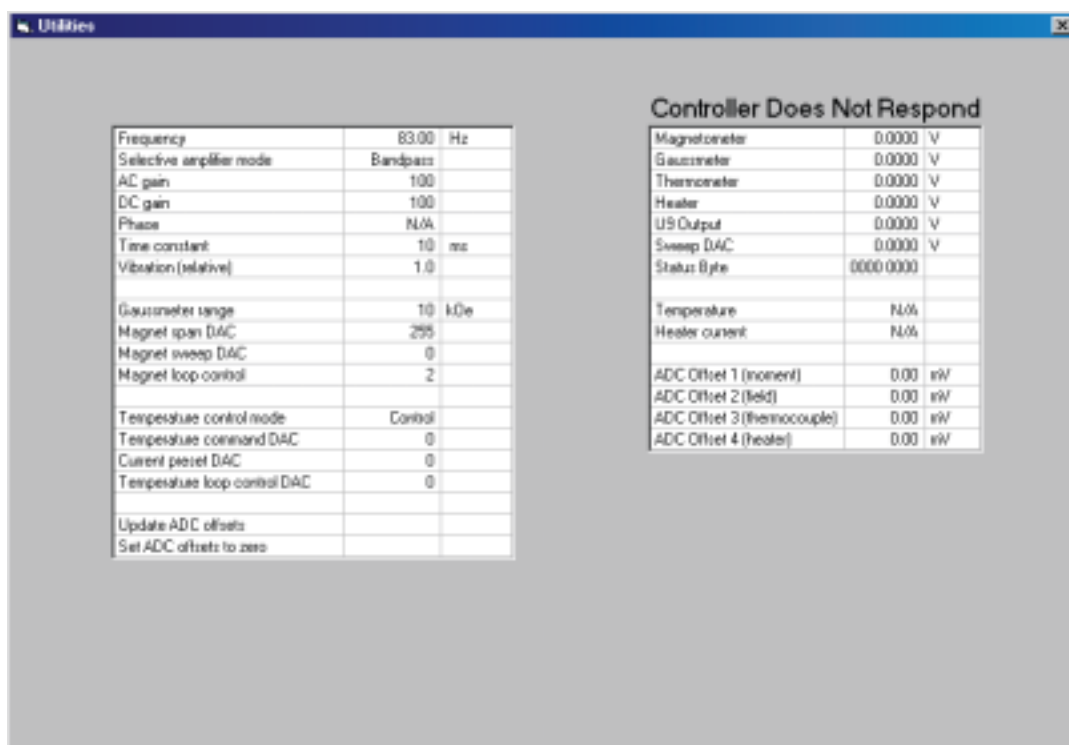 Utilities
Frequency 83.00 Hz
Selective amplifier mode Bandpass
AC gain 100
DC gain 100
Phase N/A
Time constant 10 ms
Vibration (relative) 1.0
Gaussmeter range 10 kOe
Magnet span DAC 255
Magnet sweep DAC 0
Magnet loop control 2
Temperature control mode Control
Temperature command DAC 0
Current preset DAC 0
Temperature loop control DAC 0
Update ADC offsets
Set ADC offsets to zero
Controller Does Not Respond
Magnetometer 0.0000 V
Gaussmeter 0.0000 V
Thermometer 0.0000 V
Heater 0.0000 V
U9 Output 0.0000 V
Sweep DAC 0.0000 V
Status Byte 0000 0000
Temperature N/A
Heater current N/A
ADC Offset 1 (moment) 0.00 mV
ADC Offset 2 (field) 0.00 mV
ADC Offset 3 (thermocouple) 0.00 mV
ADC Offset 4 (heater) 0.00 mV